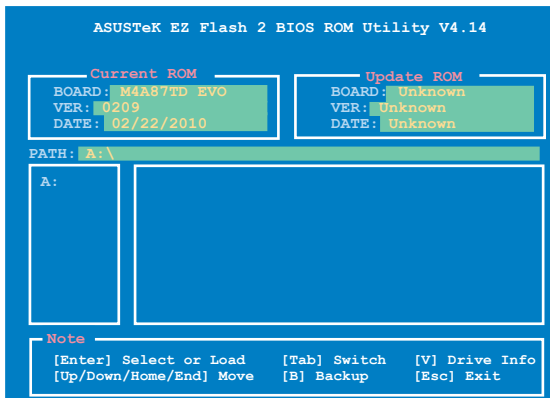 ASUSTeK EZ Flash 2 BIOS ROM Utility V4.14
Current ROM
BOARD: M4A87TD EVO
VER: 0209
DATE: 02/22/2010
Update ROM
BOARD: Unknown
VER: Unknown
DATE: Unknown
PATH: A:\
A:
Note
[Enter] Select or Load [Tab] Switch [V] Drive Info
[Up/Down/Home/End] Move [B] Backup [Esc] Exit